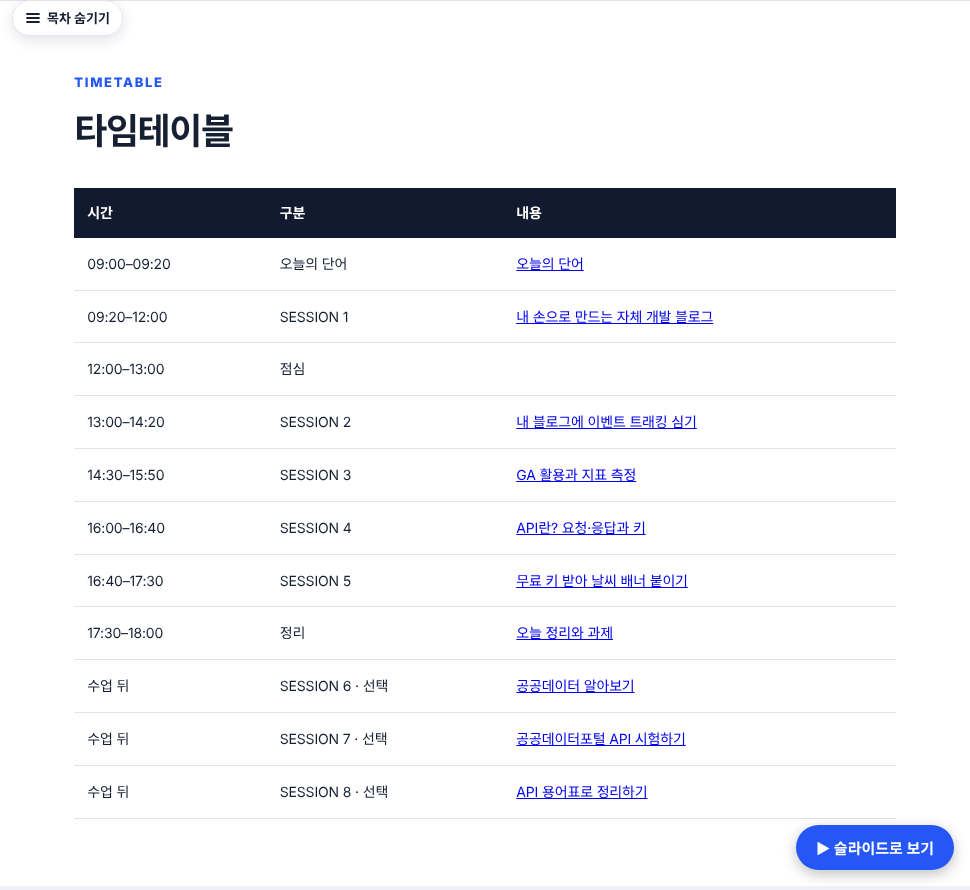 목차 숨기기
TIMETABLE
타임테이블
시간 구분 내용
09:00–09:20 오늘의 단어 오늘의 단어
09:20–12:00 SESSION 1 내 손으로 만드는 자체 개발 블로그
12:00–13:00 점심
13:00–14:20 SESSION 2 내 블로그에 이벤트 트래킹 심기
14:30–15:50 SESSION 3 GA 활용과 지표 측정
16:00–16:40 SESSION 4 API란? 요청·응답과 키
16:40–17:30 SESSION 5 무료 키 받아 날씨 배너 붙이기
17:30–18:00 정리 오늘 정리와 과제
수업 뒤 SESSION 6 · 선택 공공데이터 알아보기
수업 뒤 SESSION 7 · 선택 공공데이터포털 API 시험하기
수업 뒤 SESSION 8 · 선택 API 용어표로 정리하기
▶ 슬라이드로 보기